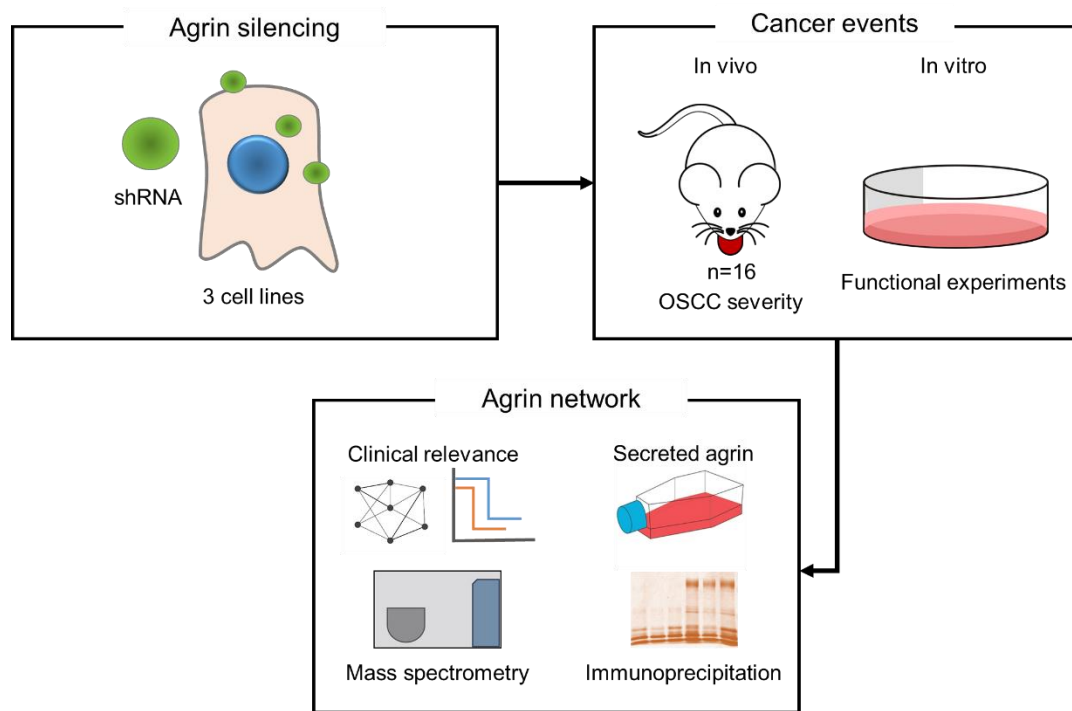 Agrin silencing
shRNA
3 cell lines
Cancer events
In vivo
In vitro
n=16
OSCC severity
Functional experiments
Agrin network
Clinical relevance
Secreted agrin
Mass spectrometry
Immunoprecipitation